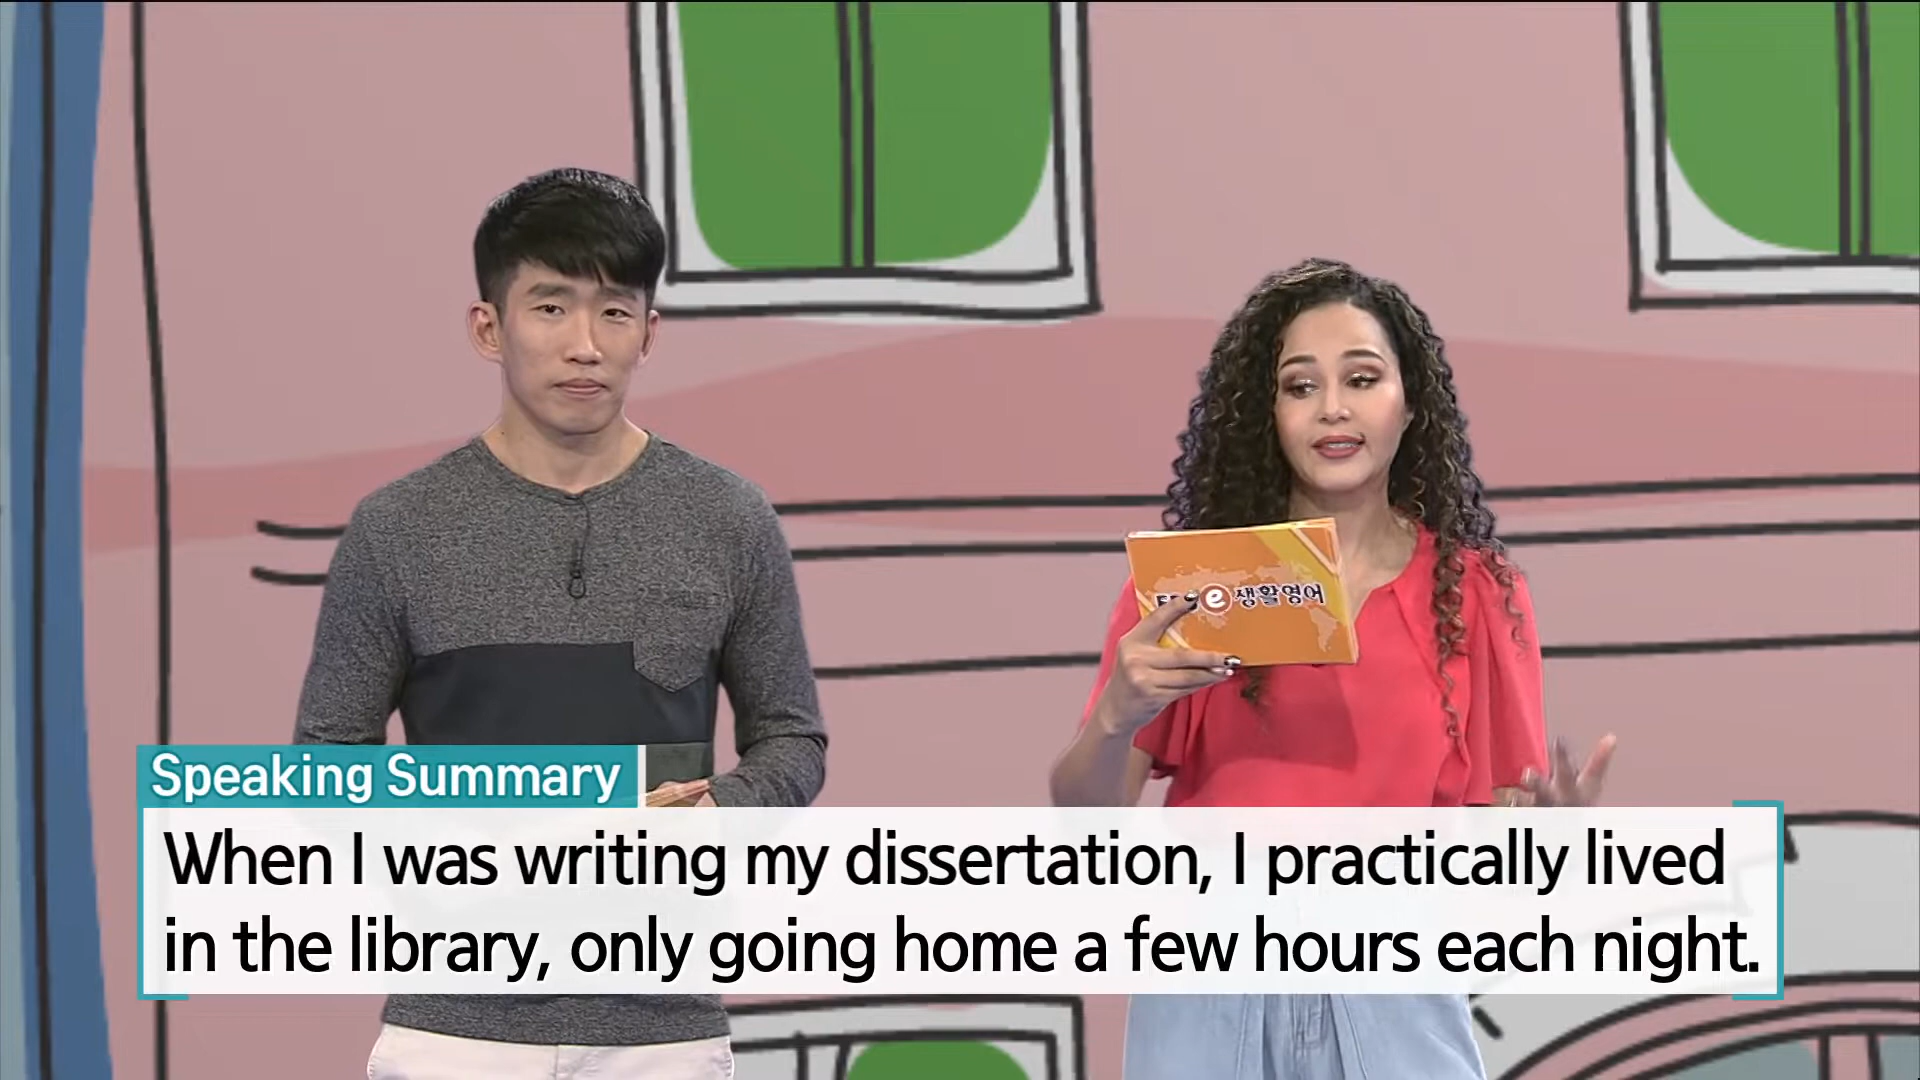 e 생활영어
Speaking Summary
When I was writing my dissertation, I practically lived
in the library, only going home a few hours each night.